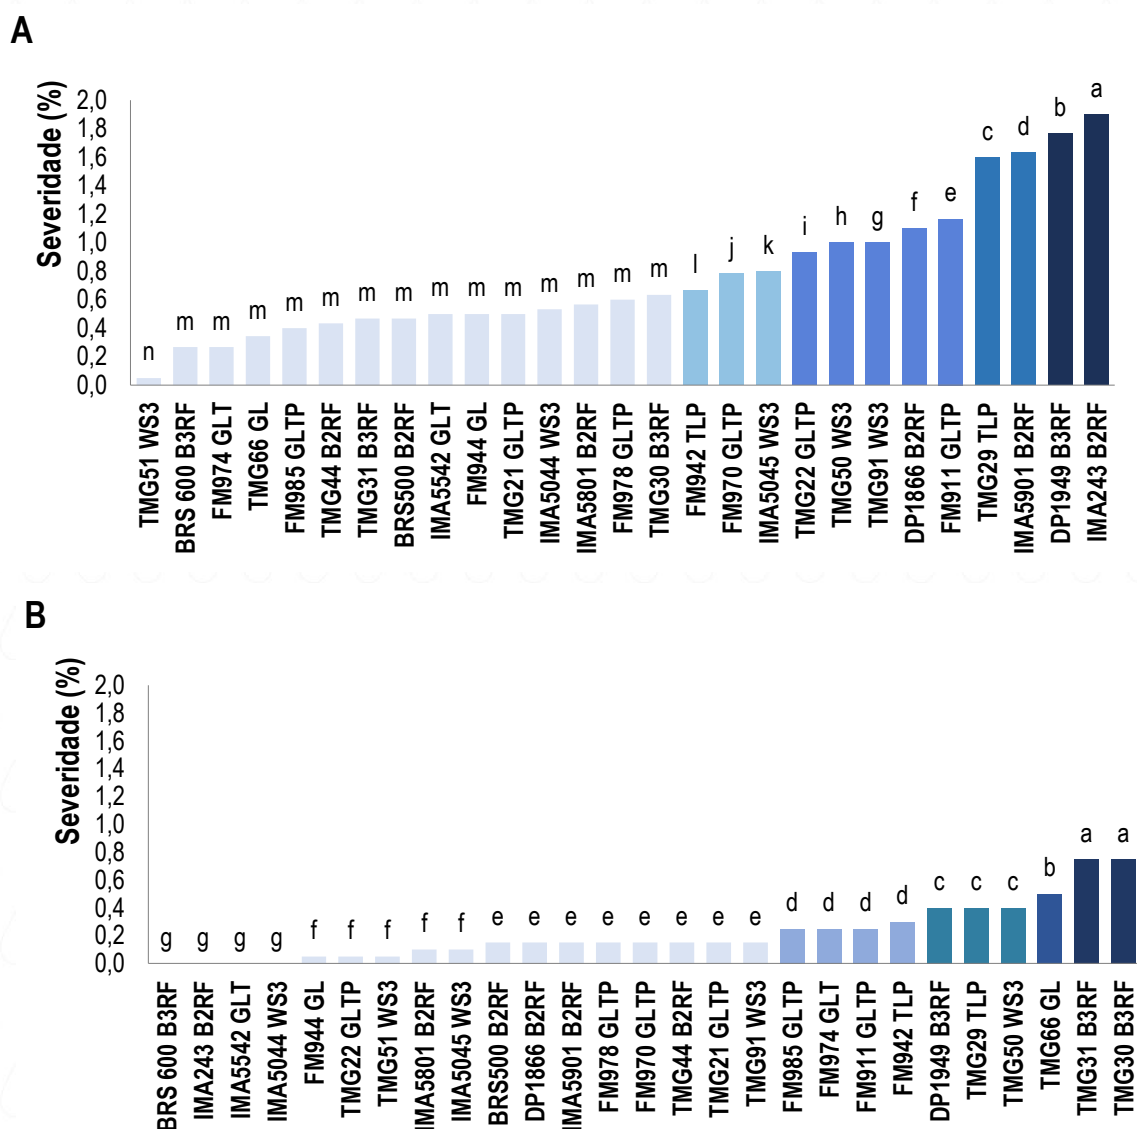 A
Severidade (%)
2,0
1,8
1,6
1,4
1,2
1,0
0,8
0,6
0,4
0,2
0,0
n m m m m m m m m m m m m m m l j k i h g f e c d b a
TMG51 WS3
BRS 600 B3RF
FM974 GLT
TMG66 GL
FM985 GLTP
TMG44 B2RF
TMG31 B3RF
BRS500 B2RF
IMA5542 GLT
FM944 GL
TMG21 GLTP
IMA5044 WS3
IMA5801 B2RF
FM978 GLTP
TMG30 B3RF
FM942 TLP
FM970 GLTP
IMA5045 WS3
TMG22 GLTP
TMG50 WS3
TMG91 WS3
DP1866 B2RF
FM911 GLTP
TMG29 TLP
IMA5901 B2RF
DP1949 B3RF
IMA243 B2RF
B
Severidade (%)
2,0
1,8
1,6
1,4
1,2
1,0
0,8
0,6
0,4
0,2
0,0
g g g g f f f f f e e e e e e e e d d d d c c c b a a
BRS 600 B3RF
IMA243 B2RF
IMA5542 GLT
IMA5044 WS3
FM944 GL
TMG22 GLTP
TMG51 WS3
IMA5801 B2RF
IMA5045 WS3
BRS500 B2RF
DP1866 B2RF
IMA5901 B2RF
FM978 GLTP
FM970 GLTP
TMG44 B2RF
TMG21 GLTP
TMG91 WS3
FM985 GLTP
FM974 GLT
FM911 GLTP
FM942 TLP
DP1949 B3RF
TMG29 TLP
TMG50 WS3
TMG66 GL
TMG31 B3RF
TMG30 B3RF